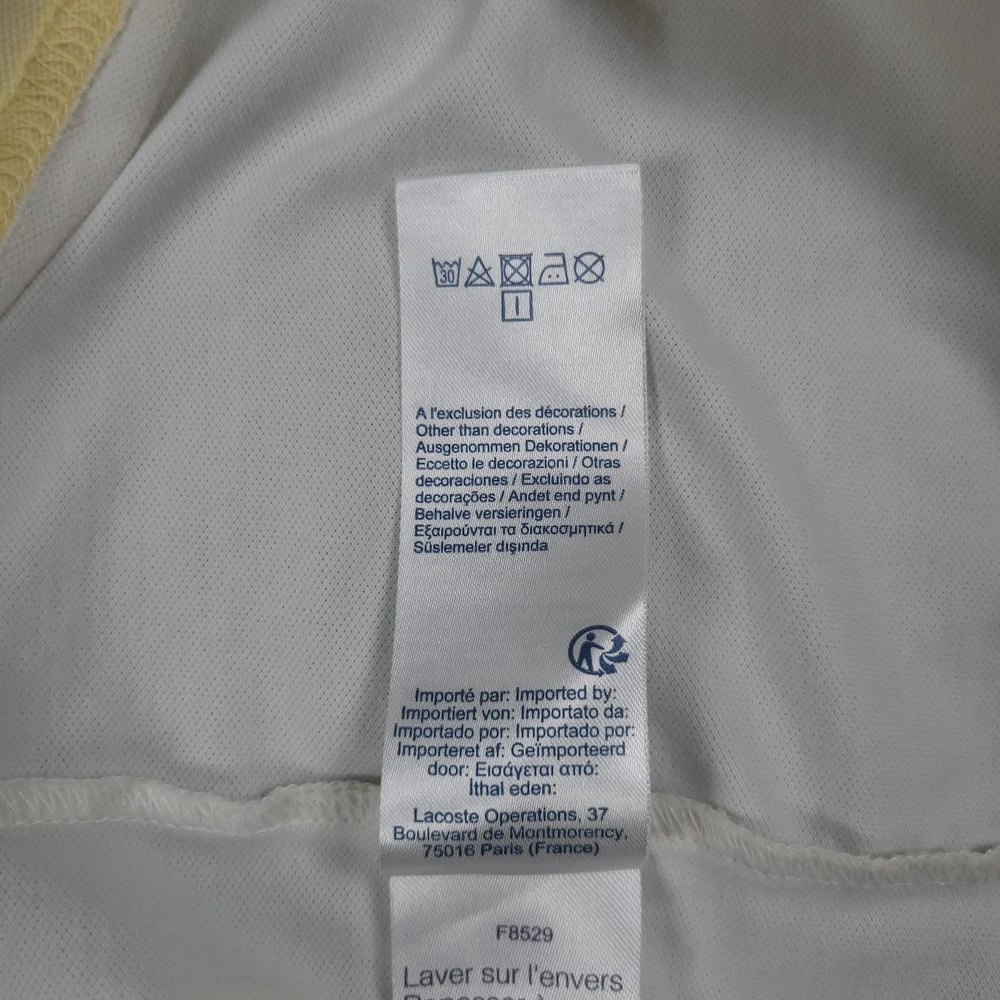 30
A l'exclusion des décorations /
Other than decorations /
Ausgenommen Dekorationen /
Eccetto le decorazioni / Otras
decoraciones / Excluindo as
decorações / Andet end pynt /
Behalve versieringen /
Εξαιρούνται τα διακοσμητικά /
Süslemeler dışında
Importé par: Imported by:
Importiert von: Importato da:
Importado por: Importado por:
Importeret af: Geïmporteerd
door: Εισάγεται από:
İthal eden:
Lacoste Operations, 37
Boulevard de Montmorency,
75016 Paris (France)
F8529
Laver sur l'envers